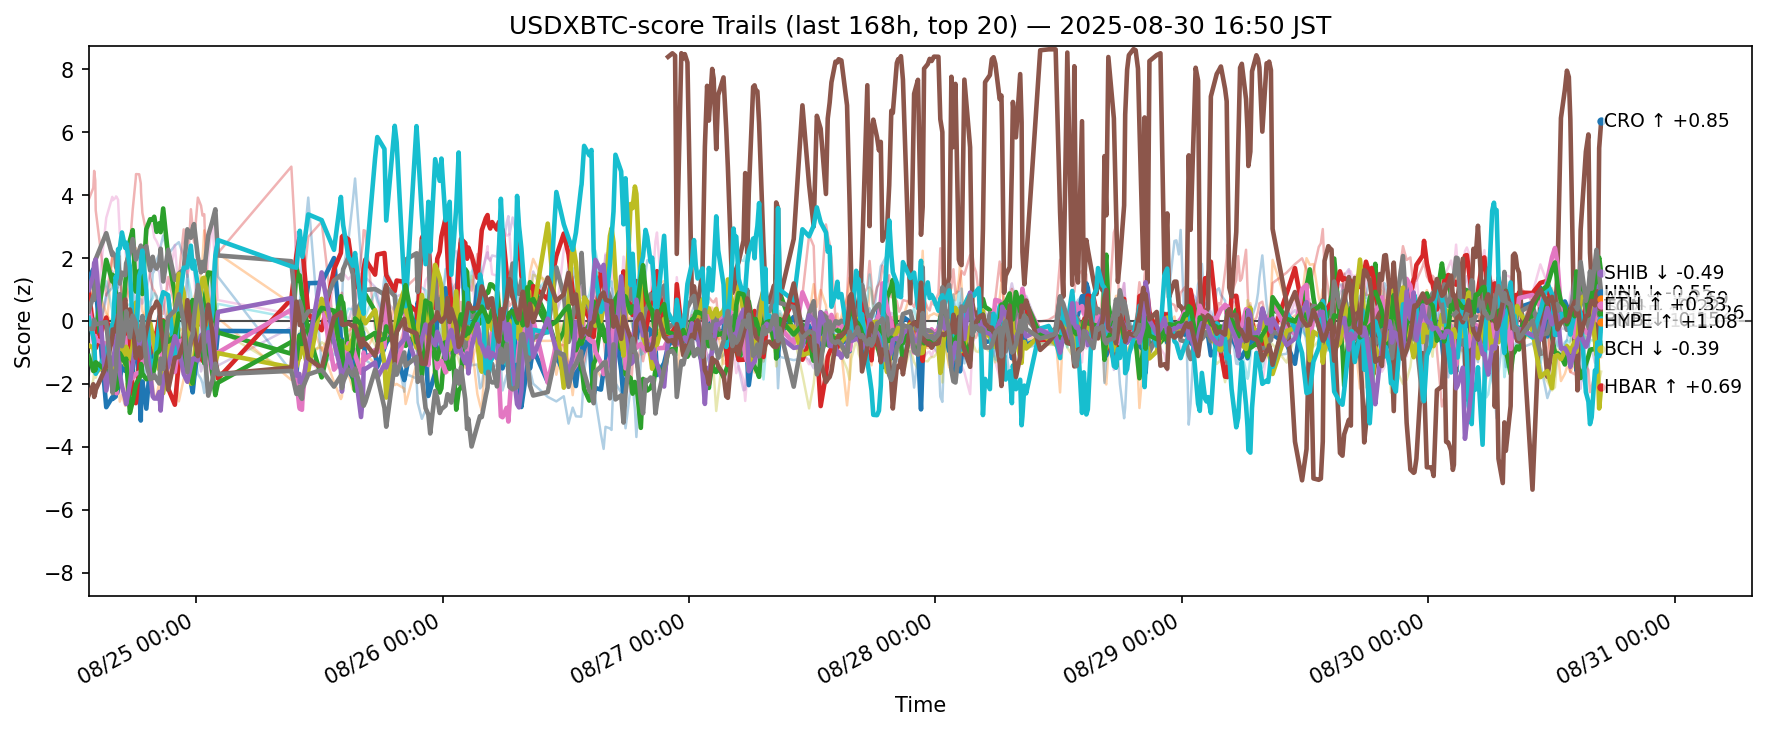 USDXBTC-score Trails (last 168h, top 20) — 2025-08-30 16:50 JST
Score (z)
8
6
4
2
0
−2
−4
−6
−8
CRO ↑ +0.85
SHIB ↓ -0.49
ETH ↑ +0.33
HYPE ↑ +1.08
BCH ↓ -0.39
HBAR ↑ +0.69
08/25 00:00
08/26 00:00
08/27 00:00
08/28 00:00
08/29 00:00
08/30 00:00
08/31 00:00
Time